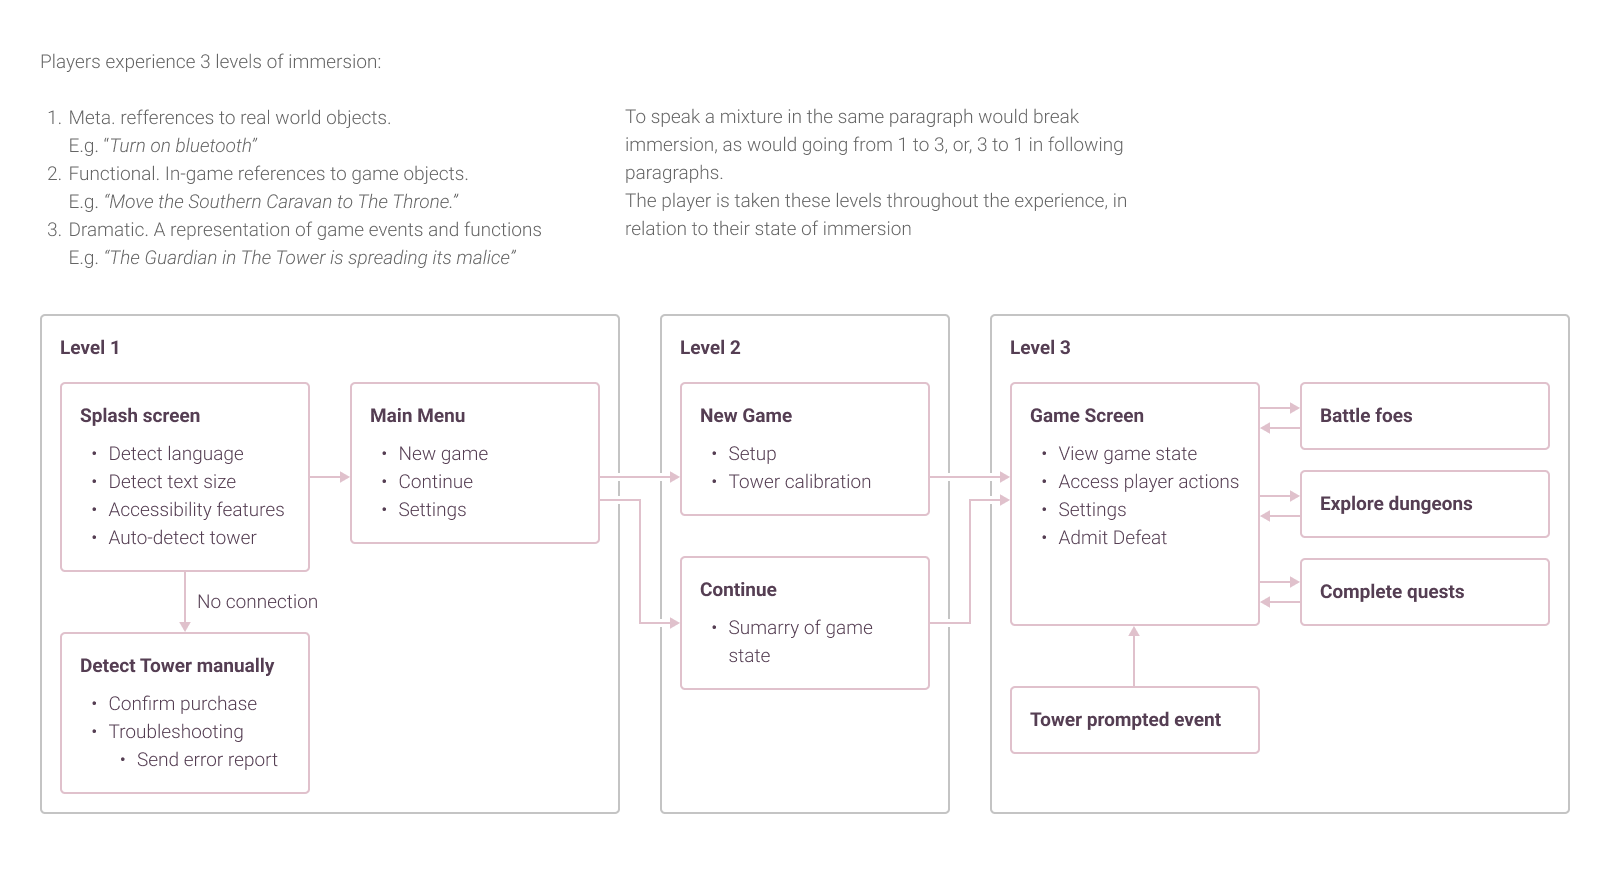 Players experience 3 levels of immersion:
1. Meta. refferences to real world objects.
E.g. “Turn on bluetooth”
2. Functional. In-game references to game objects.
E.g. “Move the Southern Caravan to The Throne.”
3. Dramatic. A representation of game events and functions
E.g. “The Guardian in The Tower is spreading its malice”
To speak a mixture in the same paragraph would break
immersion, as would going from 1 to 3, or, 3 to 1 in following
paragraphs.
The player is taken these levels throughout the experience, in
relation to their state of immersion
Level 1
Splash screen
• Detect language
• Detect text size
• Accessibility features
• Auto-detect tower
No connection
Detect Tower manually
• Confirm purchase
• Troubleshooting
• Send error report
Main Menu
• New game
• Continue
• Settings
Level 2
New Game
• Setup
• Tower calibration
Continue
• Sumarry of game
state
Level 3
Game Screen
• View game state
• Access player actions
• Settings
• Admit Defeat
Tower prompted event
Battle foes
Explore dungeons
Complete quests